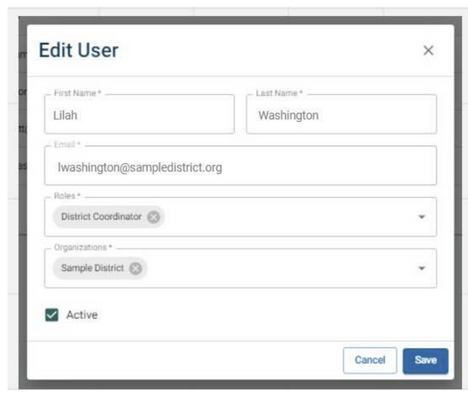 Edit User
First Name *
Last Name *
Lilah
Washington
Email *
lwashington@sampledistrict.org
Roles *
District Coordinator
Organizations *
Sample District
Active
Cancel
Save